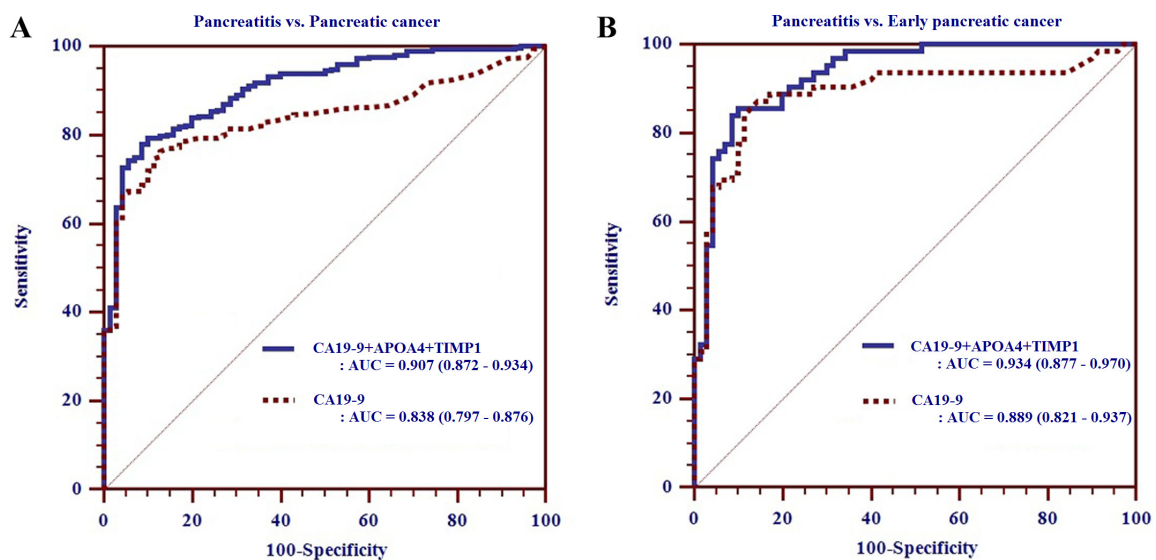 A
Pancreatitis vs. Pancreatic cancer
100
80
60
40
20
0
Sensitivity
CA19-9+APOA4+TIMP1
: AUC = 0.907 (0.872 - 0.934)
CA19-9
: AUC = 0.838 (0.797 - 0.876)
0 20 40 60 80 100
100-Specificity
B
Pancreatitis vs. Early pancreatic cancer
100
80
60
40
20
0
Sensitivity
CA19-9+APOA4+TIMP1
: AUC = 0.934 (0.877 - 0.970)
CA19-9
: AUC = 0.889 (0.821 - 0.937)
0 20 40 60 80 100
100-Specificity